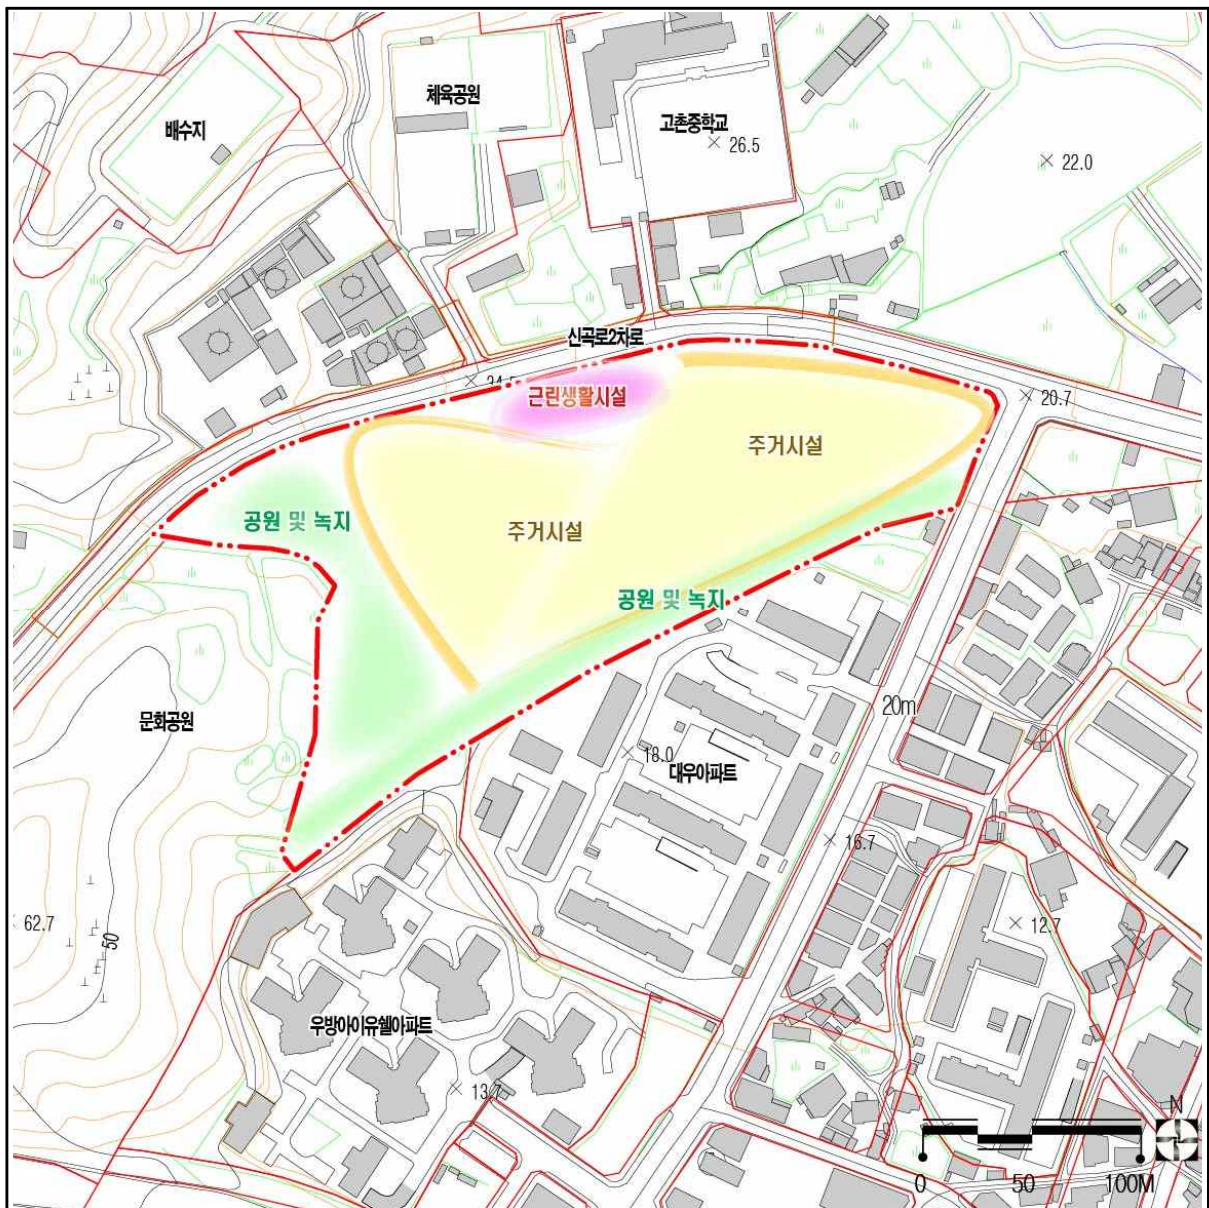 체육공원
배수지
고촌중학교
26.5
22.0
신곡로2차로
근린생활시설
20.7
주거시설
공원 및 녹지
주거시설
공원 및 녹지
20m
문화공원
18.0
대우아파트
16.7
62.7
50
12.7
우방아이유쉘아파트
13.7
N
0 50 100M